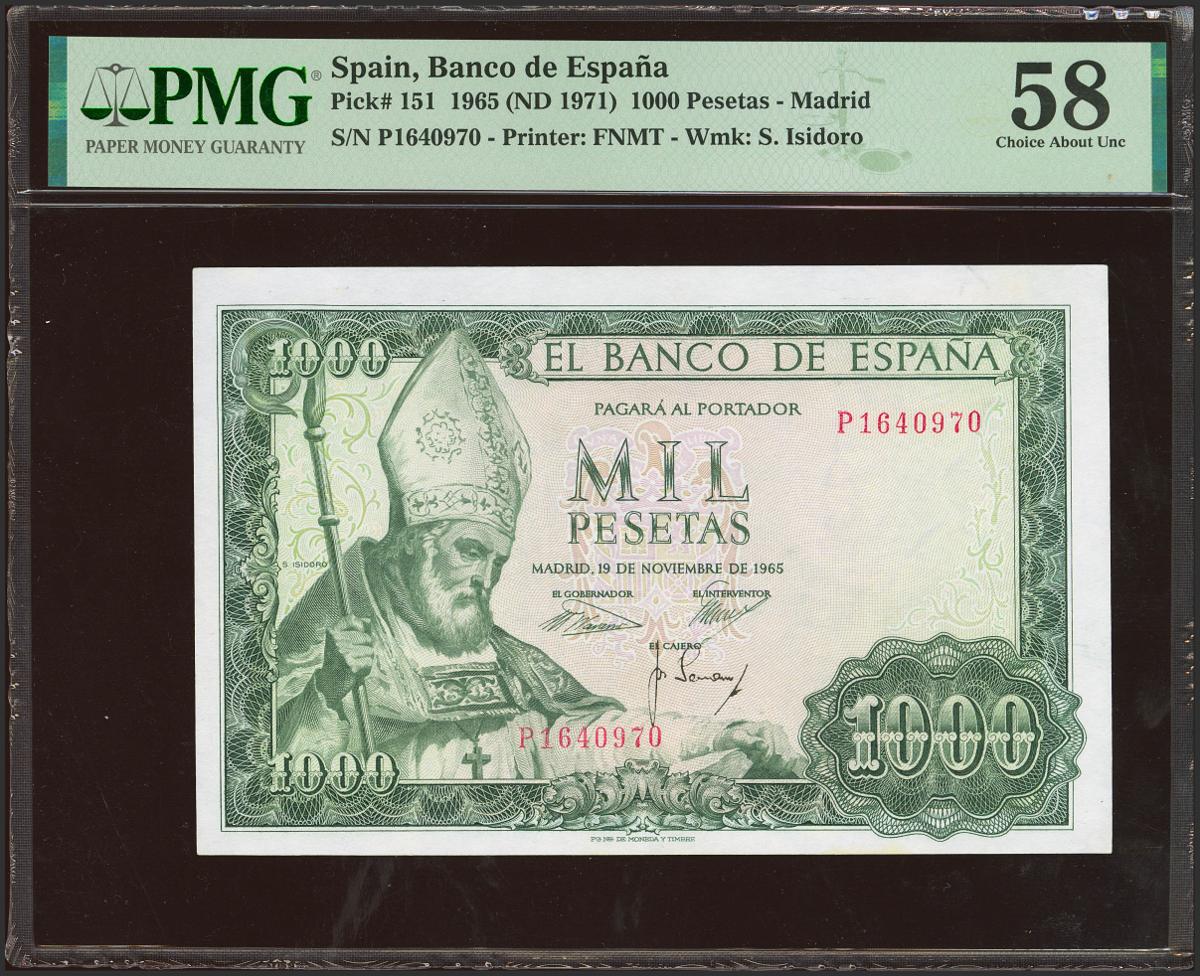 PMG®
PAPER MONEY GUARANTY
Spain, Banco de España
Pick# 151 1965 (ND 1971) 1000 Pesetas - Madrid
S/N P1640970 - Printer: FNMT - Wmk: S. Isidoro
58
Choice About Unc
1000
EL BANCO DE ESPAÑA
PAGARÁ AL PORTADOR
P1640970
MIL
PESETAS
S. ISIDORO
MADRID, 19 DE NOVIEMBRE DE 1965
EL GOBERNADOR
EL INTERVENTOR
EL CAJERO
P1640970
1000
1000